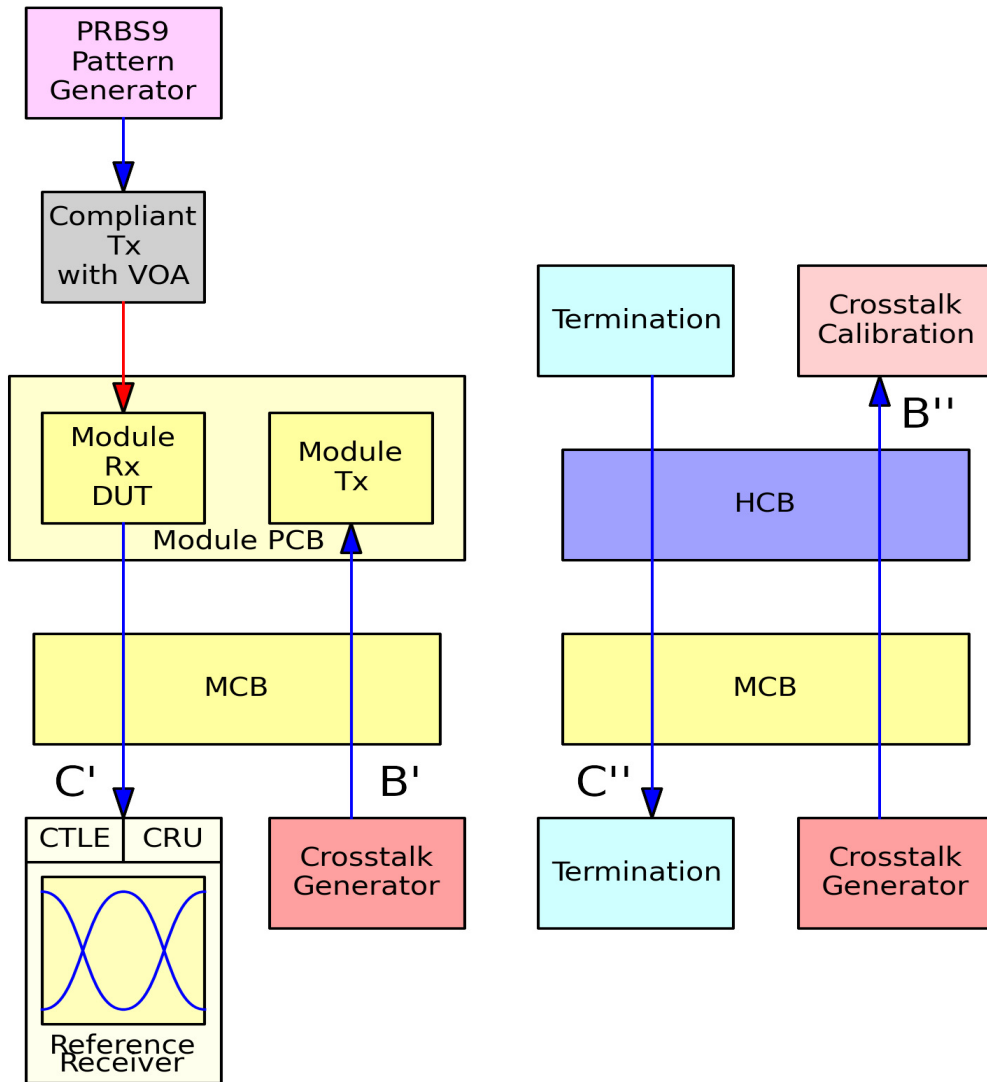 PRBS9
Pattern
Generator
Compliant
Tx
with VOA
Module
Rx
DUT
Module
Tx
Module PCB
MCB
C'
B'
CTLE
CRU
Crosstalk
Generator
Reference
Receiver
Termination
Crosstalk
Calibration
B''
HCB
MCB
C''
Termination
Crosstalk
Generator